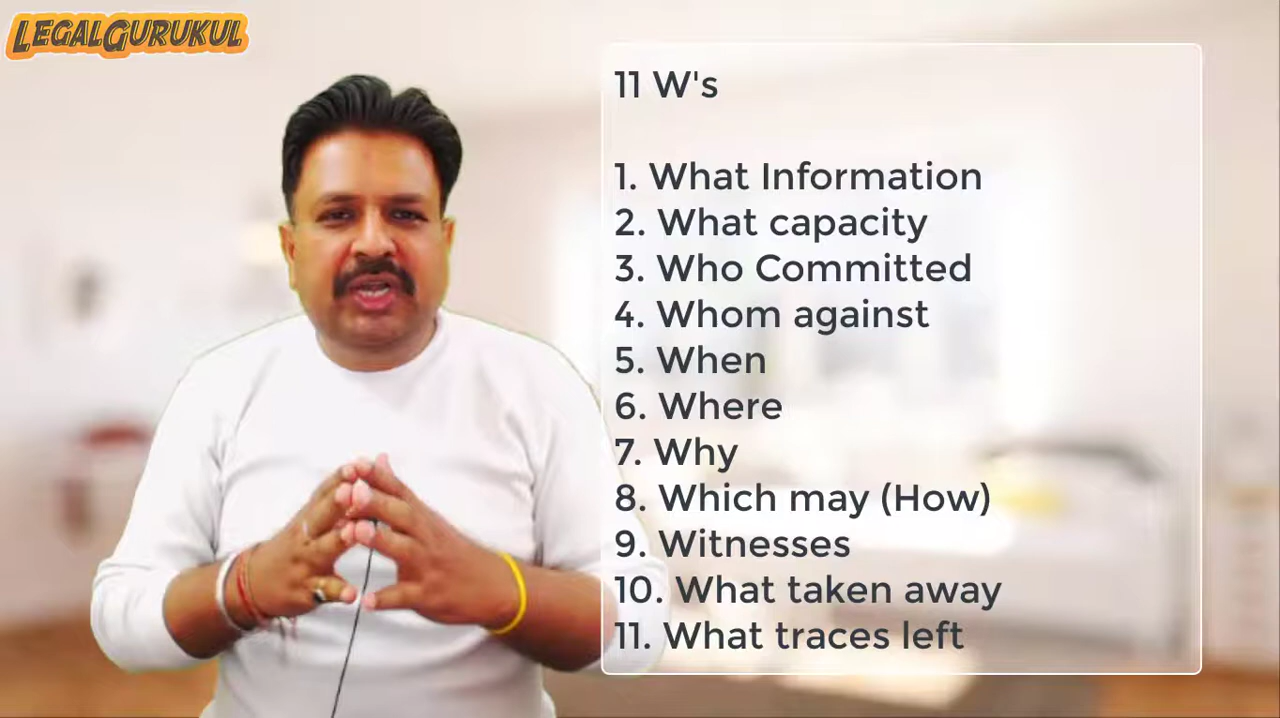 LEGALGURUKUL
11 W's
1. What Information
2. What capacity
3. Who Committed
4. Whom against
5. When
6. Where
7. Why
8. Which may (How)
9. Witnesses
10. What taken away
11. What traces left